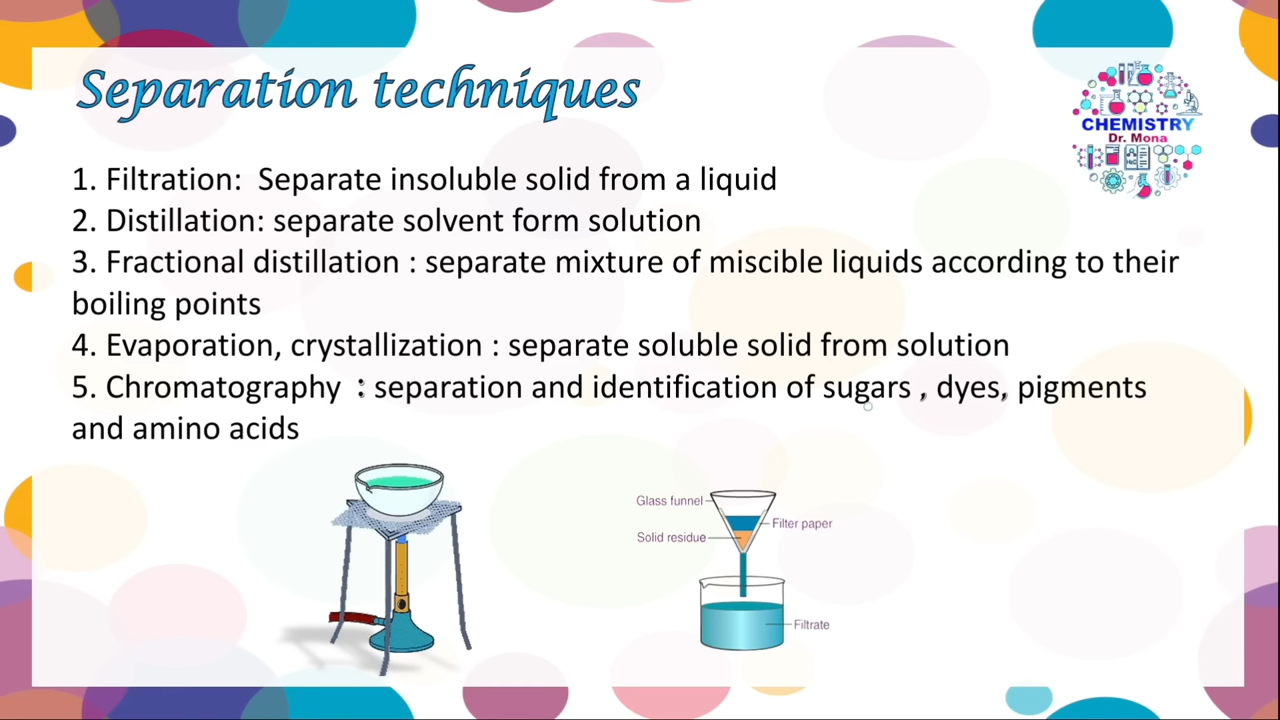 Separation techniques
CHEMISTRY
Dr. Mona
1. Filtration: Separate insoluble solid from a liquid
2. Distillation: separate solvent form solution
3. Fractional distillation : separate mixture of miscible liquids according to their
boiling points
4. Evaporation, crystallization : separate soluble solid from solution
5. Chromatography : separation and identification of sugars , dyes, pigments
and amino acids
Glass funnel
Filter paper
Solid residue
Filtrate